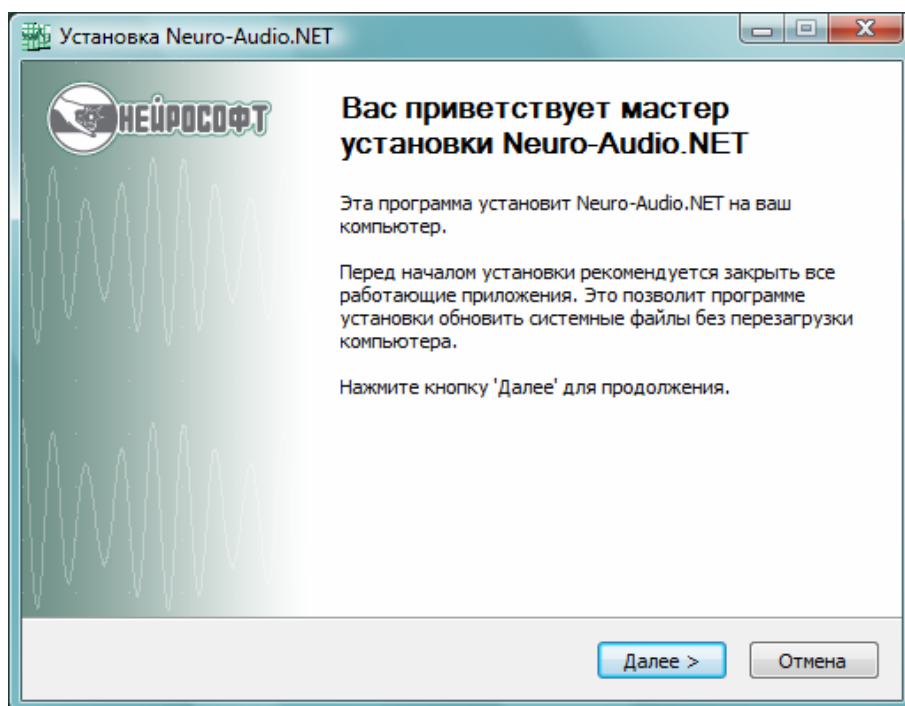 Установка Neuro-Audio.NET
НЕЙРОСОФТ
Вас приветствует мастер
установки Neuro-Audio.NET
Эта программа установит Neuro-Audio.NET на ваш
компьютер.
Перед началом установки рекомендуется закрыть все
работающие приложения. Это позволит программе
установки обновить системные файлы без перезагрузки
компьютера.
Нажмите кнопку 'Далее' для продолжения.
Далее >
Отмена